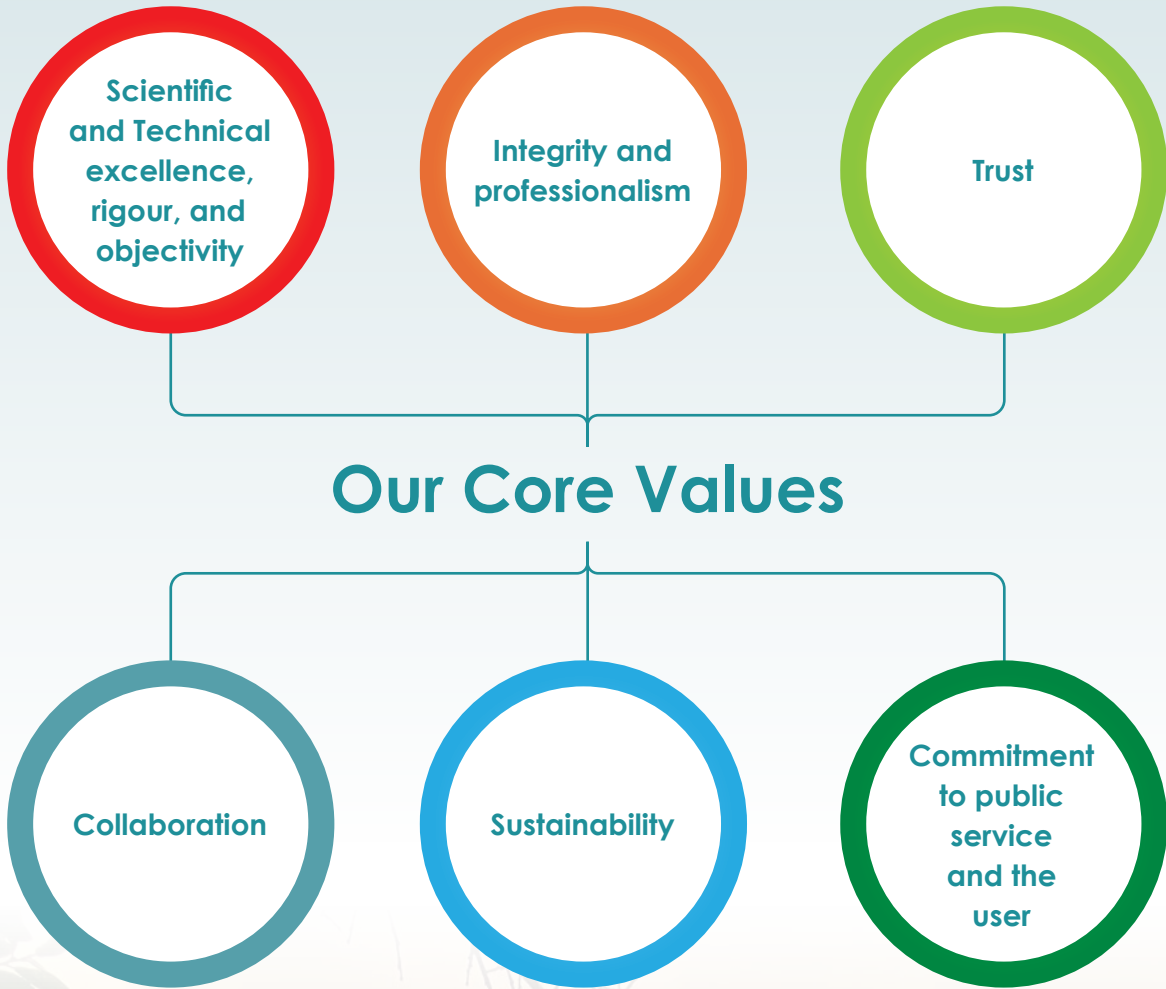 Scientific
and Technical
excellence,
rigour, and
objectivity
Integrity and
professionalism
Trust
Our Core Values
Collaboration
Sustainability
Commitment
to public
service
and the
user